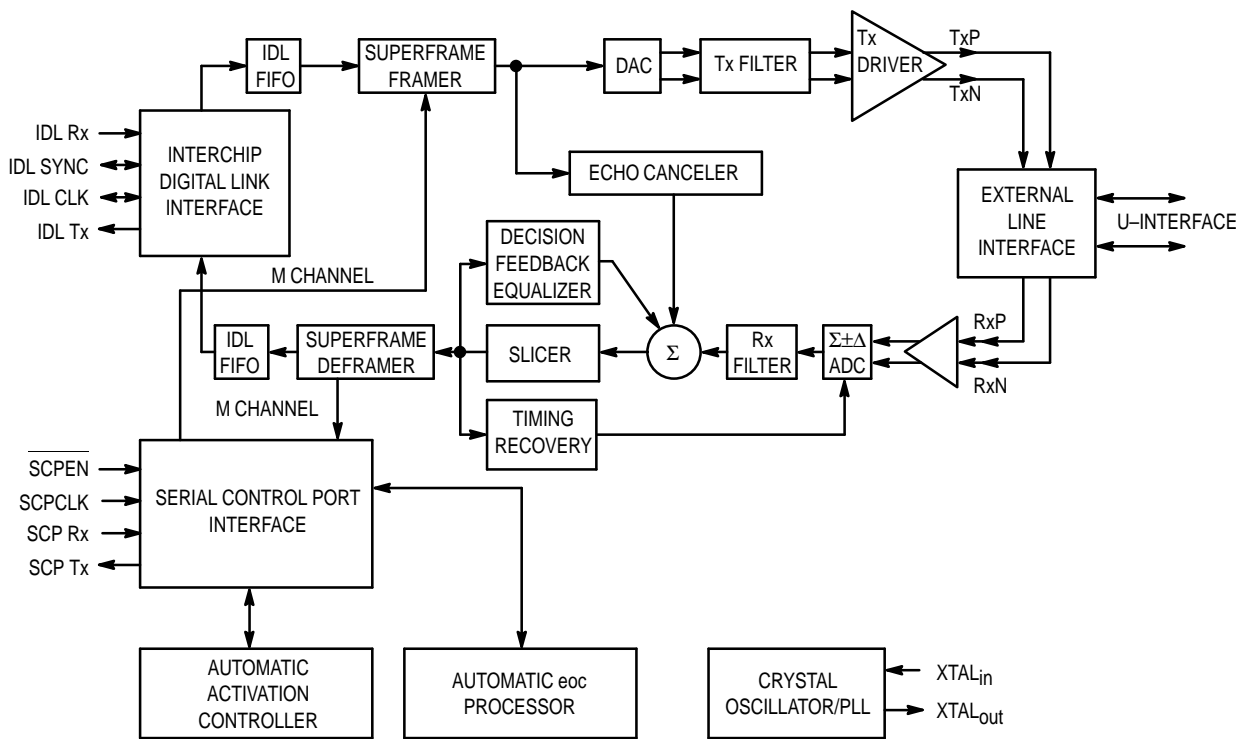 IDL
FIFO
SUPERFRAME
FRAMER
DAC
Tx FILTER
Tx
DRIVER
TxP
TxN
IDL Rx
IDL SYNC
IDL CLK
IDL Tx
INTERCHIP
DIGITAL LINK
INTERFACE
ECHO CANCELER
EXTERNAL
LINE
INTERFACE
U–INTERFACE
M CHANNEL
DECISION
FEEDBACK
EQUALIZER
IDL
FIFO
SUPERFRAME
DEFRAMER
SLICER
Σ
Rx
FILTER
Σ±Δ
ADC
RxP
RxN
M CHANNEL
TIMING
RECOVERY
SCPEN
SCPCLK
SCP Rx
SCP Tx
SERIAL CONTROL PORT
INTERFACE
AUTOMATIC
ACTIVATION
CONTROLLER
AUTOMATIC eoc
PROCESSOR
CRYSTAL
OSCILLATOR/PLL
XTALin
XTALout